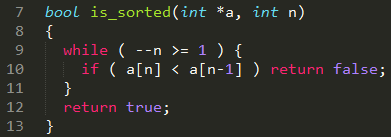 7 bool is_sorted(int *a, int n)
8 {
9 while ( --n >= 1 ) {
10 if ( a[n] < a[n-1] ) return false;
11 }
12 return true;
13 }